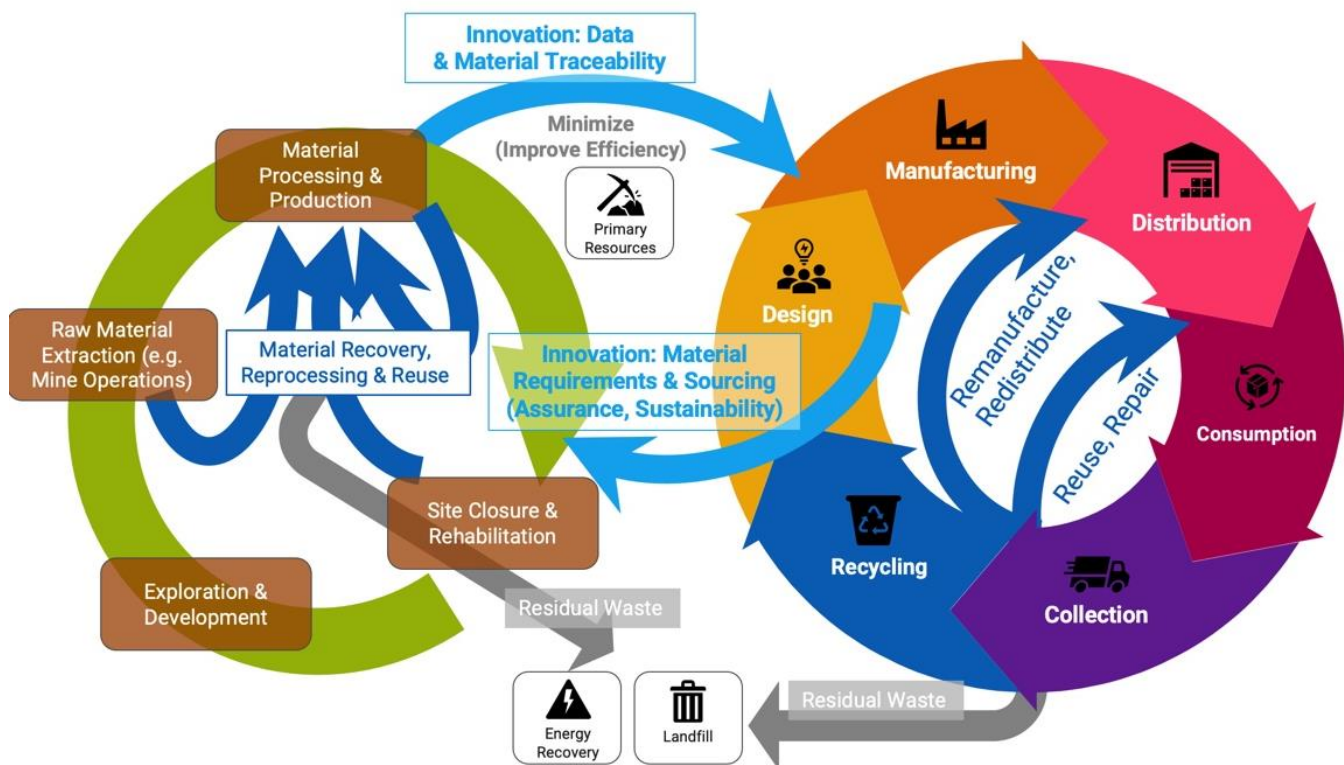 Innovation: Data
& Material Traceability
Minimize
(Improve Efficiency)
Primary
Resources
Material
Processing &
Production
Raw Material
Extraction (e.g.
Mine Operations)
Material Recovery,
Reprocessing & Reuse
Innovation: Material
Requirements & Sourcing
(Assurance, Sustainability)
Site Closure &
Rehabilitation
Exploration &
Development
Residual Waste
Energy
Recovery
Landfill
Residual Waste
Manufacturing
Distribution
Design
Remanufacture,
Redistribute
Reuse, Repair
Consumption
Recycling
Collection